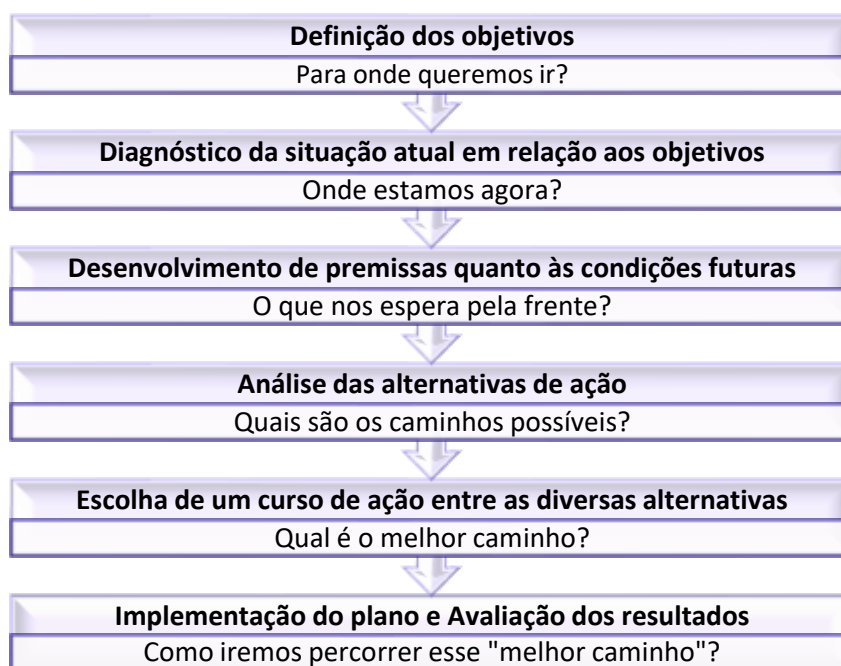 Definição dos objetivos
Para onde queremos ir?
Diagnóstico da situação atual em relação aos objetivos
Onde estamos agora?
Desenvolvimento de premissas quanto às condições futuras
O que nos espera pela frente?
Análise das alternativas de ação
Quais são os caminhos possíveis?
Escolha de um curso de ação entre as diversas alternativas
Qual é o melhor caminho?
Implementação do plano e Avaliação dos resultados
Como iremos percorrer esse "melhor caminho"?